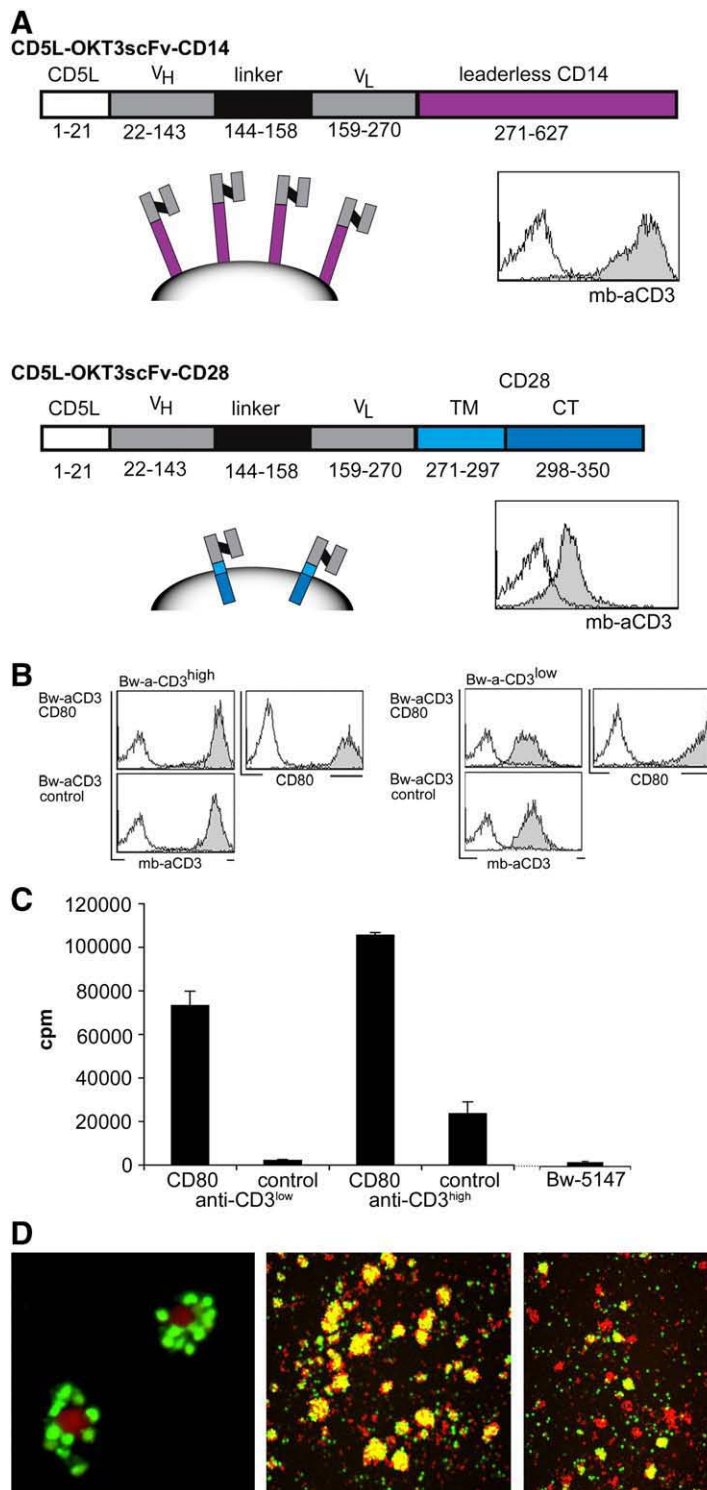 A
CD5L-OKT3scFv-CD14
CD5L VH linker VL leaderless CD14
1-21 22-143 144-158 159-270 271-627
mb-aCD3
CD5L-OKT3scFv-CD28
CD28
CD5L VH linker VL TM CT
1-21 22-143 144-158 159-270 271-297 298-350
mb-aCD3
B
Bw-a-CD3high
Bw-aCD3
CD80
CD80
Bw-aCD3
control
mb-aCD3
Bw-a-CD3low
Bw-aCD3
CD80
CD80
Bw-aCD3
control
mb-aCD3
C
cpm
120000
100000
80000
60000
40000
20000
0
CD80 control CD80 control Bw-5147
anti-CD3low anti-CD3high
D